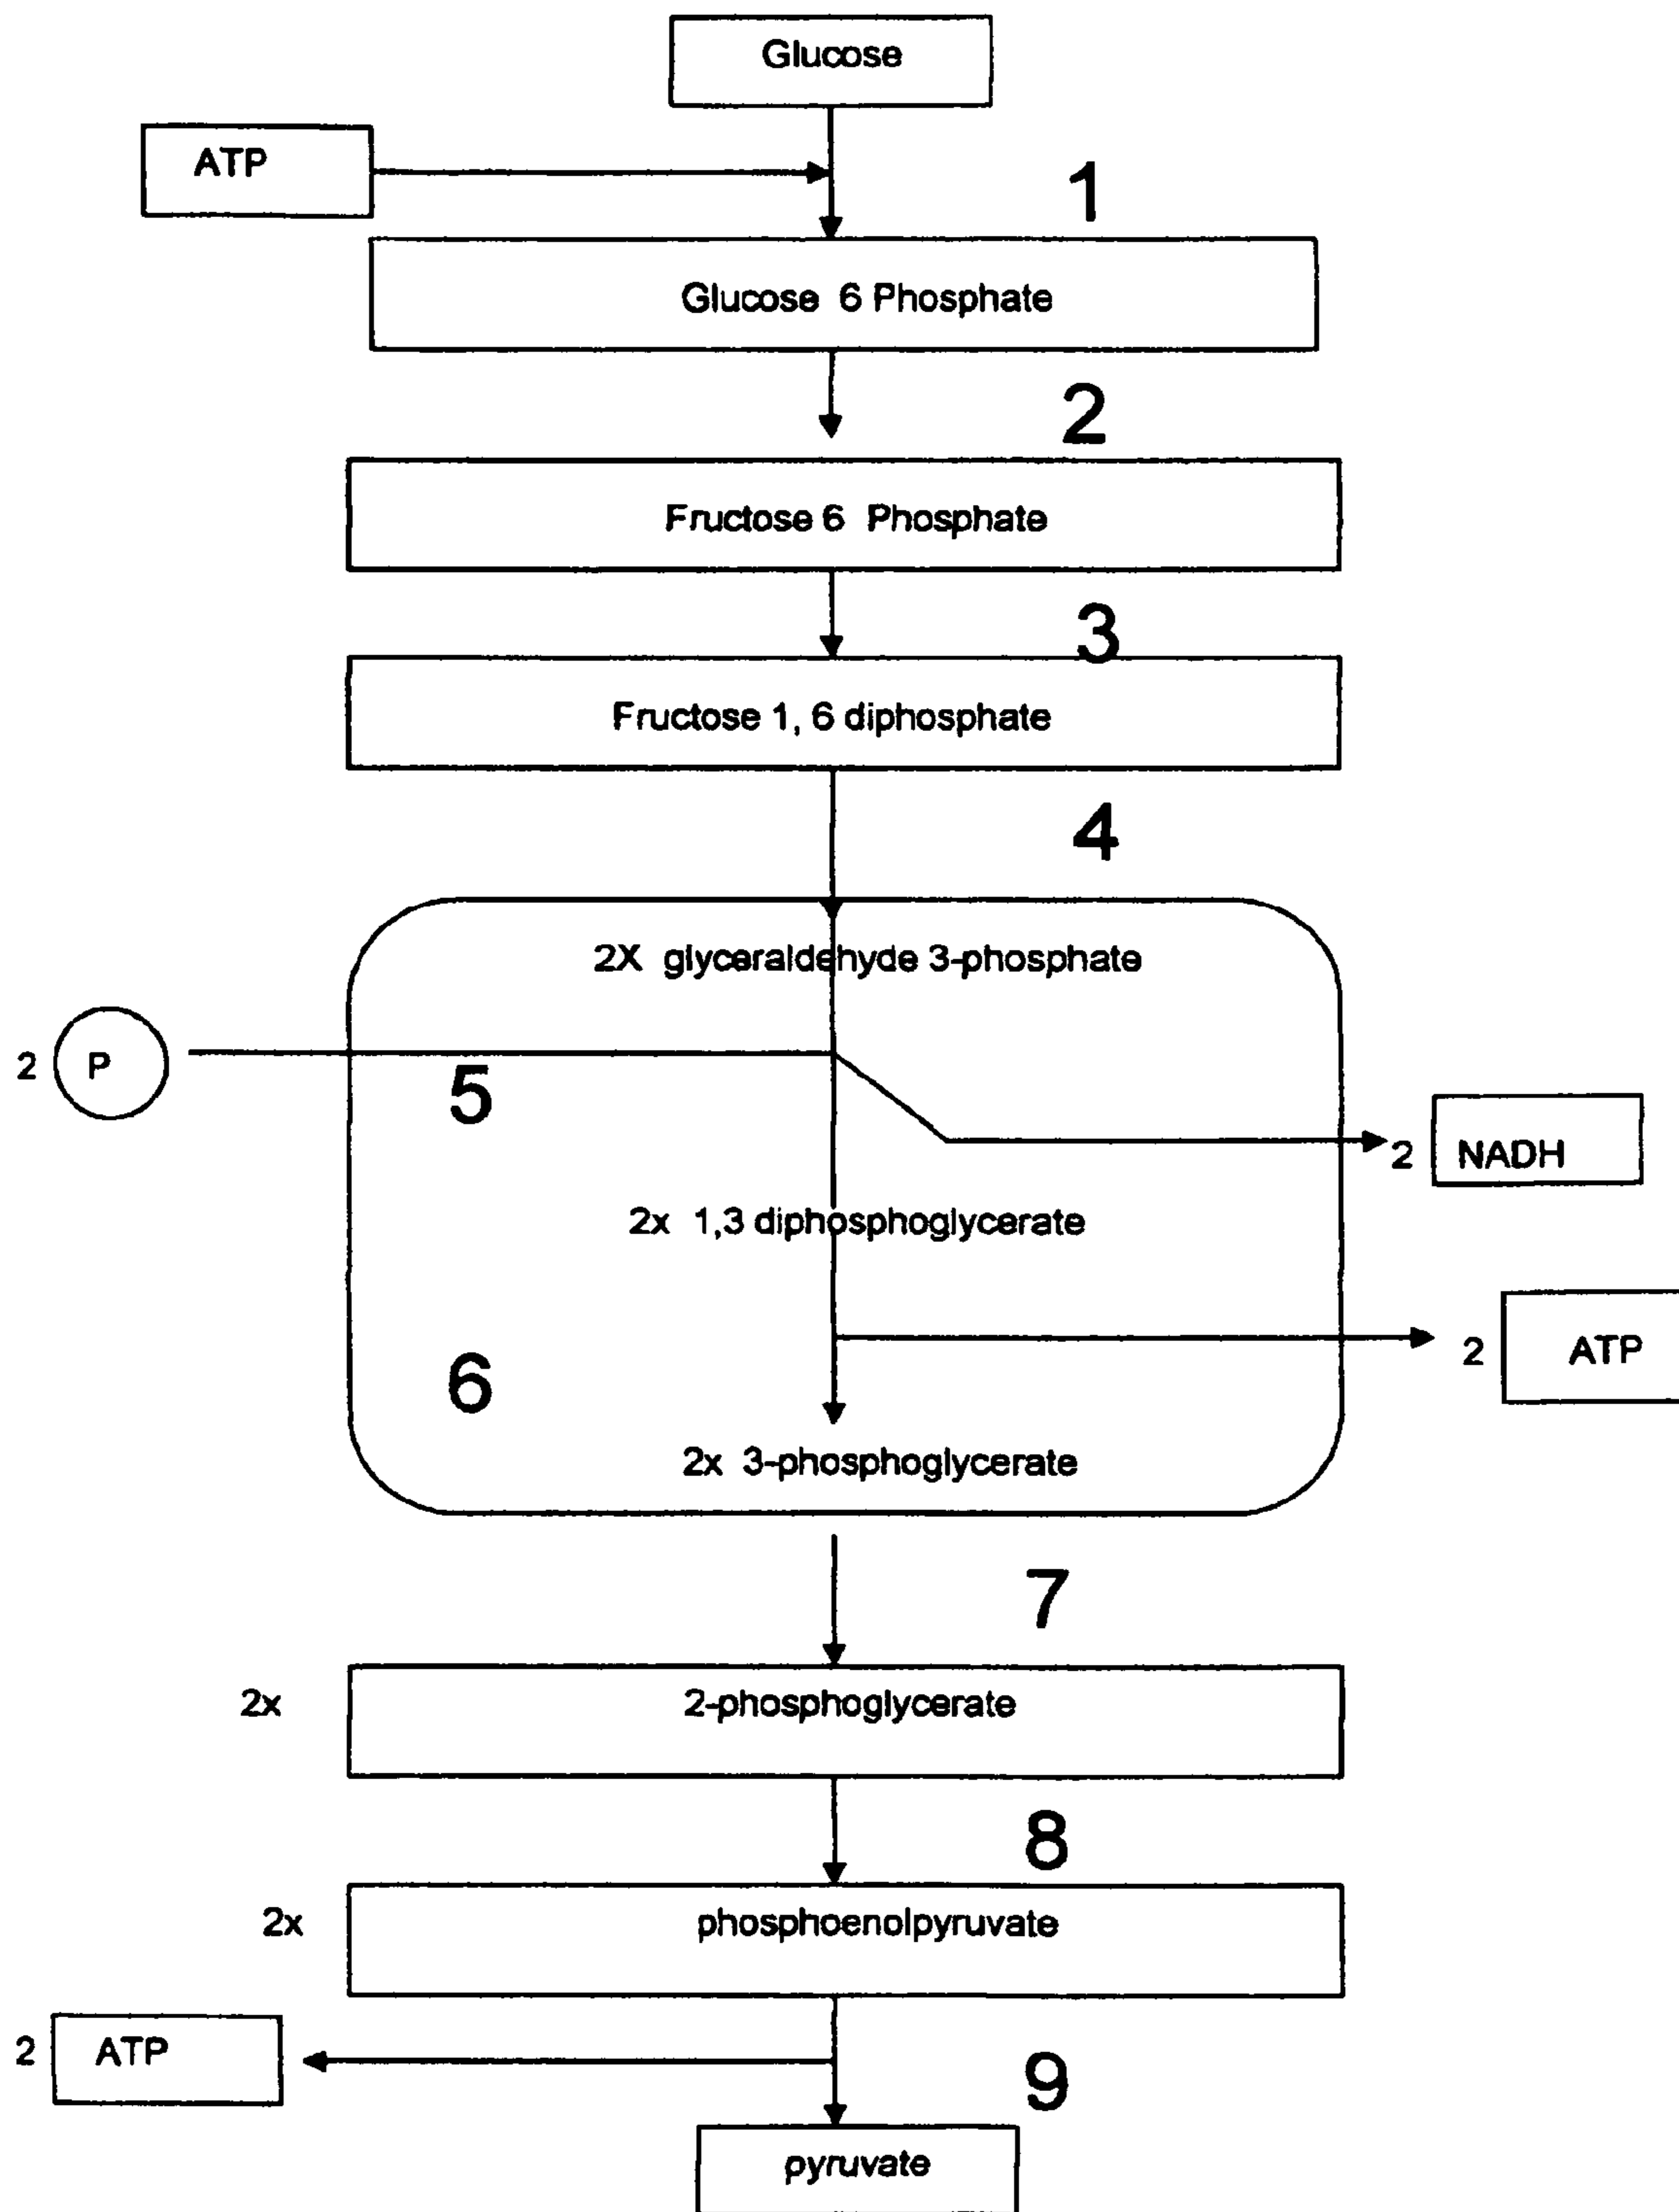 Glucose
ATP
1
Glucose 6 Phosphate
2
Fructose 6 Phosphate
3
Fructose 1, 6 diphosphate
4
2X glyceraldehyde 3-phosphate
2 P
5
2 NADH
2x 1,3 diphosphoglycerate
2 ATP
6
2x 3-phosphoglycerate
7
2x 2-phosphoglycerate
8
2x phosphoenolpyruvate
2 ATP
9
pyruvate